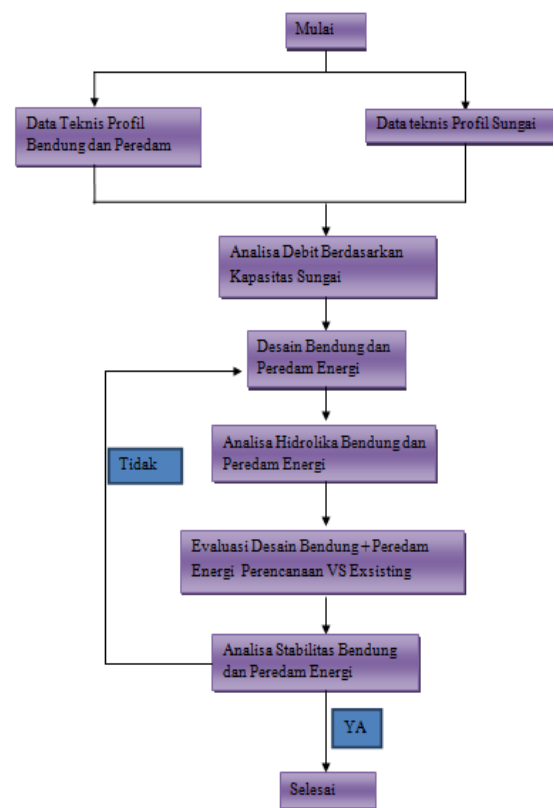 Mulai
Data Teknis Profil
Bendung dan Peredam
Data teknis Profil Sungai
Analisa Debit Berdasarkan
Kapasitas Sungai
Desain Bendung dan
Peredam Energi
Analisa Hidrolika Bendung dan
Peredam Energi
Tidak
Evaluasi Desain Bendung + Peredam
Energi Perencanaan VS Exsisting
Analisa Stabilitas Bendung
dan Peredam Energi
YA
Selesai